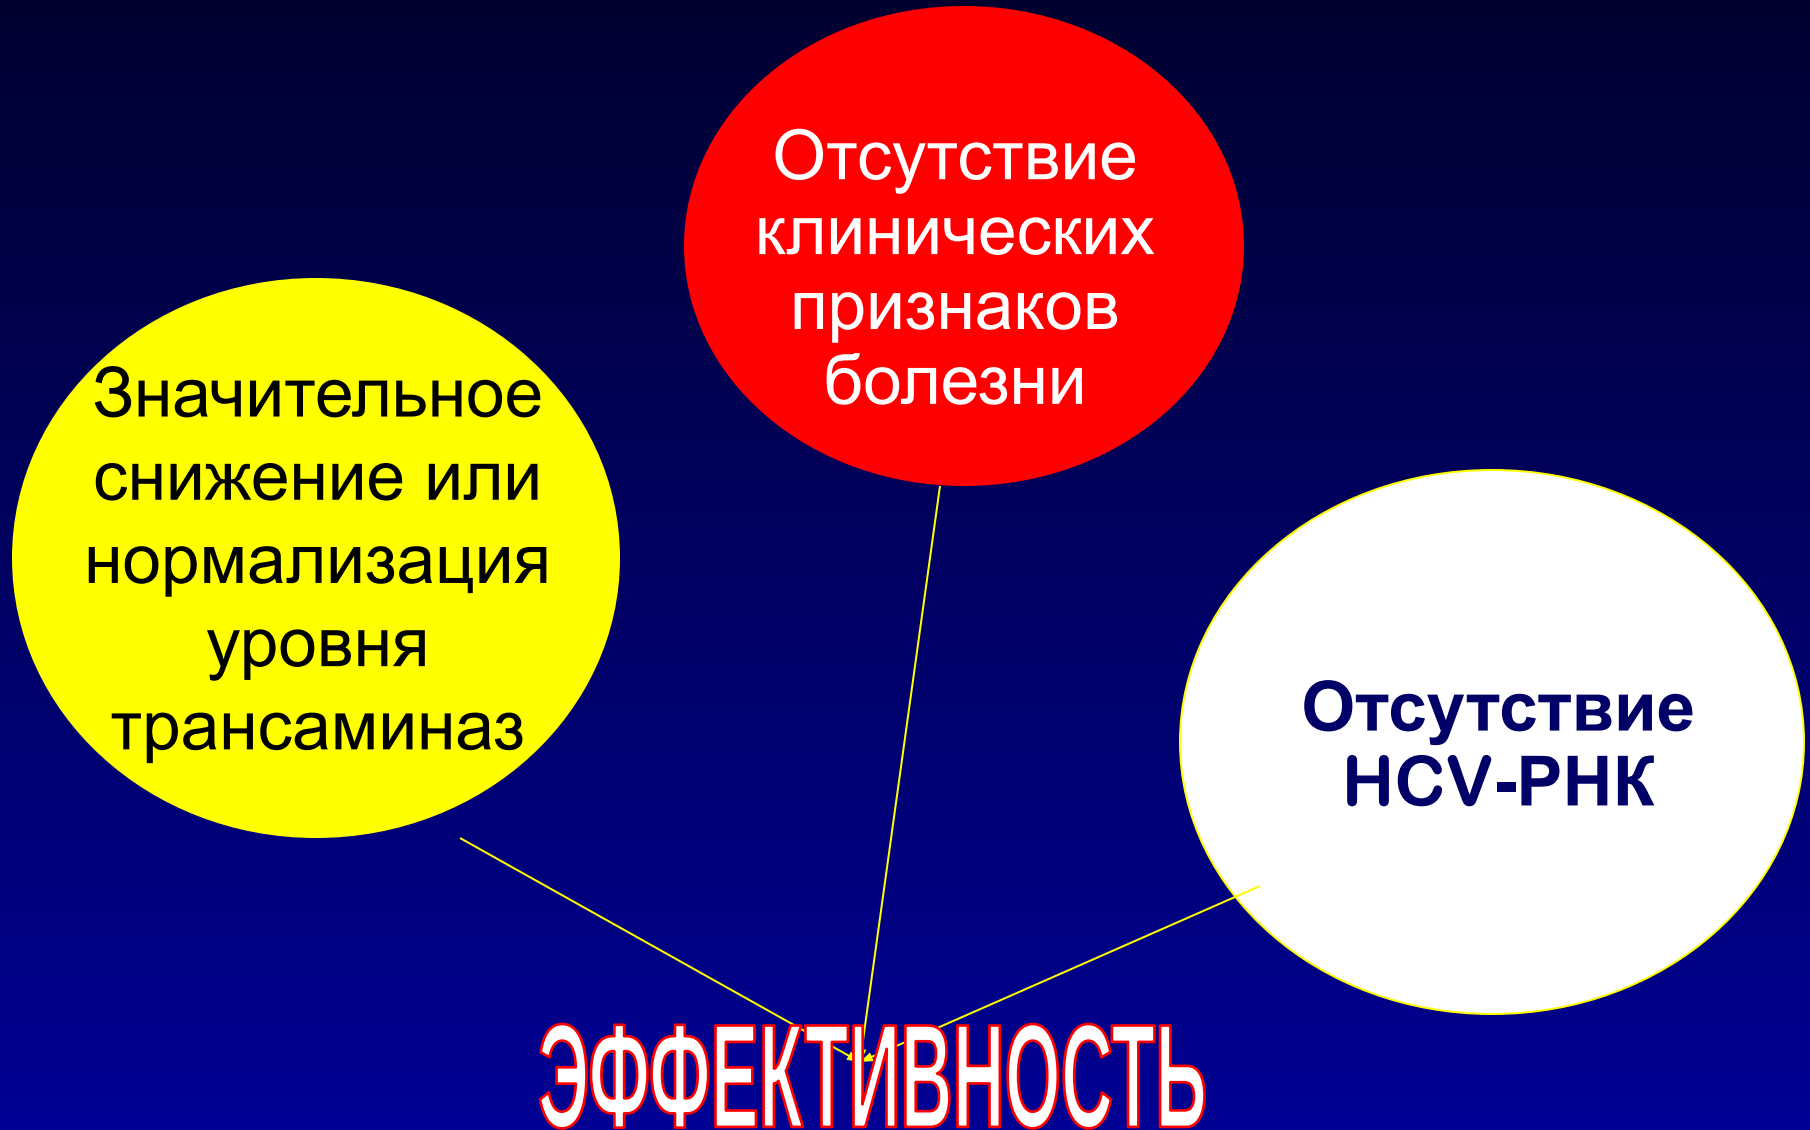 Отсутствие
клинических
признаков
болезни
Значительное
снижение или
нормализация
уровня
трансаминаз
Отсутствие
HCV-РНК
ЭФФЕКТИВНОСТЬ